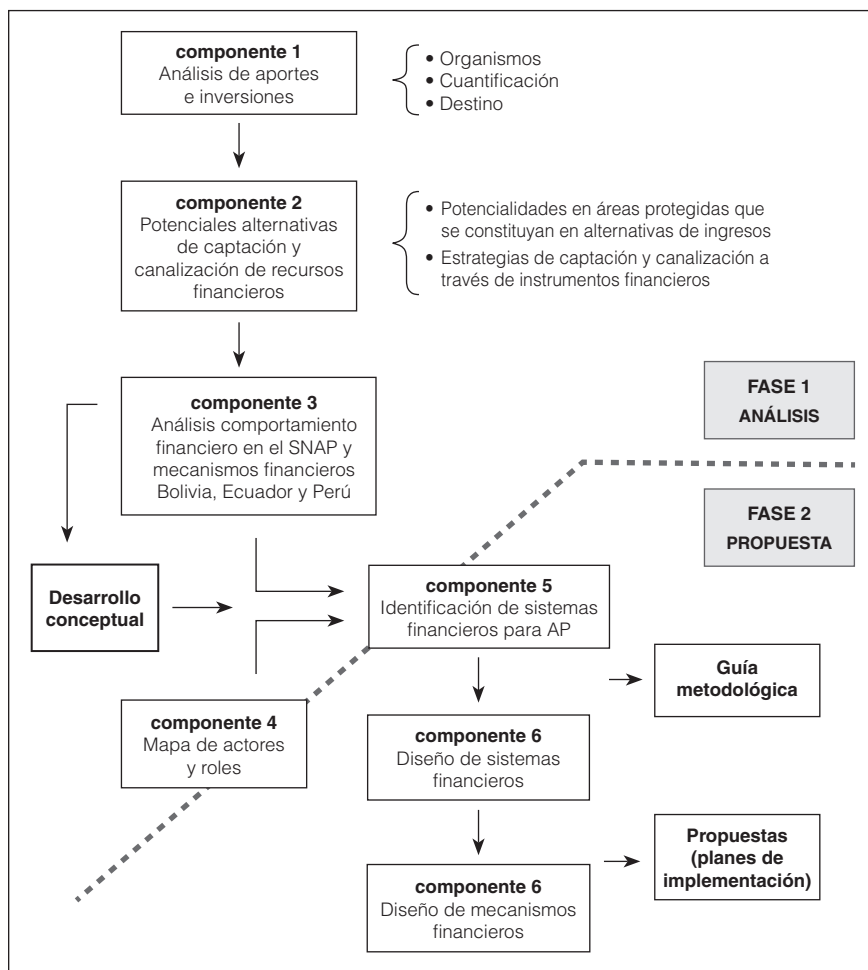 componente 1
Análisis de aportes
e inversiones
• Organismos
• Cuantificación
• Destino
componente 2
Potenciales alternativas
de captación y
canalización de recursos
financieros
• Potencialidades en áreas protegidas que
se constituyan en alternativas de ingresos
• Estrategias de captación y canalización a
través de instrumentos financieros
componente 3
Análisis comportamiento
financiero en el SNAP y
mecanismos financieros
Bolivia, Ecuador y Perú
FASE 1
ANÁLISIS
FASE 2
PROPUESTA
Desarrollo
conceptual
componente 5
Identificación de sistemas
financieros para AP
Guía
metodológica
componente 4
Mapa de actores
y roles
componente 6
Diseño de sistemas
financieros
Propuestas
(planes de
implementación)
componente 6
Diseño de mecanismos
financieros